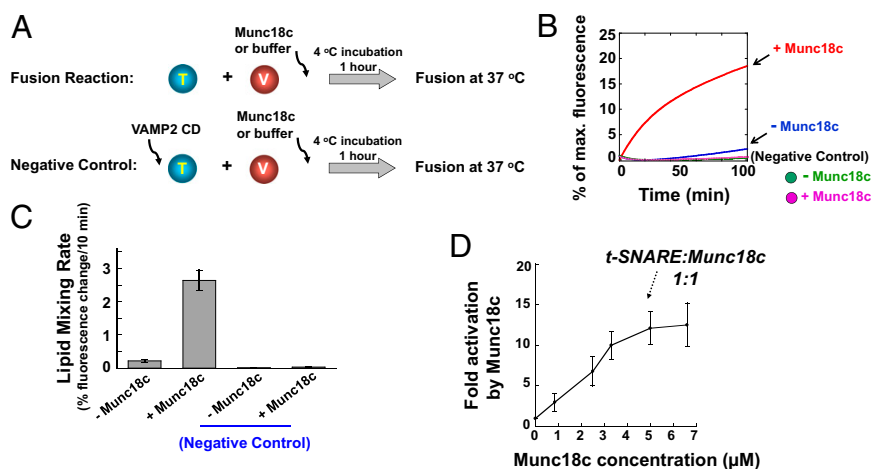 A
Munc18c
or buffer
4 ºC incubation
1 hour
Fusion Reaction:
T + V
Fusion at 37 ºC
VAMP2 CD
Munc18c
or buffer
4 ºC incubation
1 hour
Negative Control:
T + V
Fusion at 37 ºC
B
% of max. fluorescence
25
20
15
10
5
0
0 50 100
Time (min)
+ Munc18c
- Munc18c
(Negative Control)
- Munc18c
+ Munc18c
C
Lipid Mixing Rate
(% fluorescence change/10 min)
3
2
1
0
- Munc18c
+ Munc18c
- Munc18c
+ Munc18c
(Negative Control)
D
t-SNARE:Munc18c
1:1
Fold activation
by Munc18c
20
15
10
5
0
0 1 2 3 4 5 6 7
Munc18c concentration (µM)